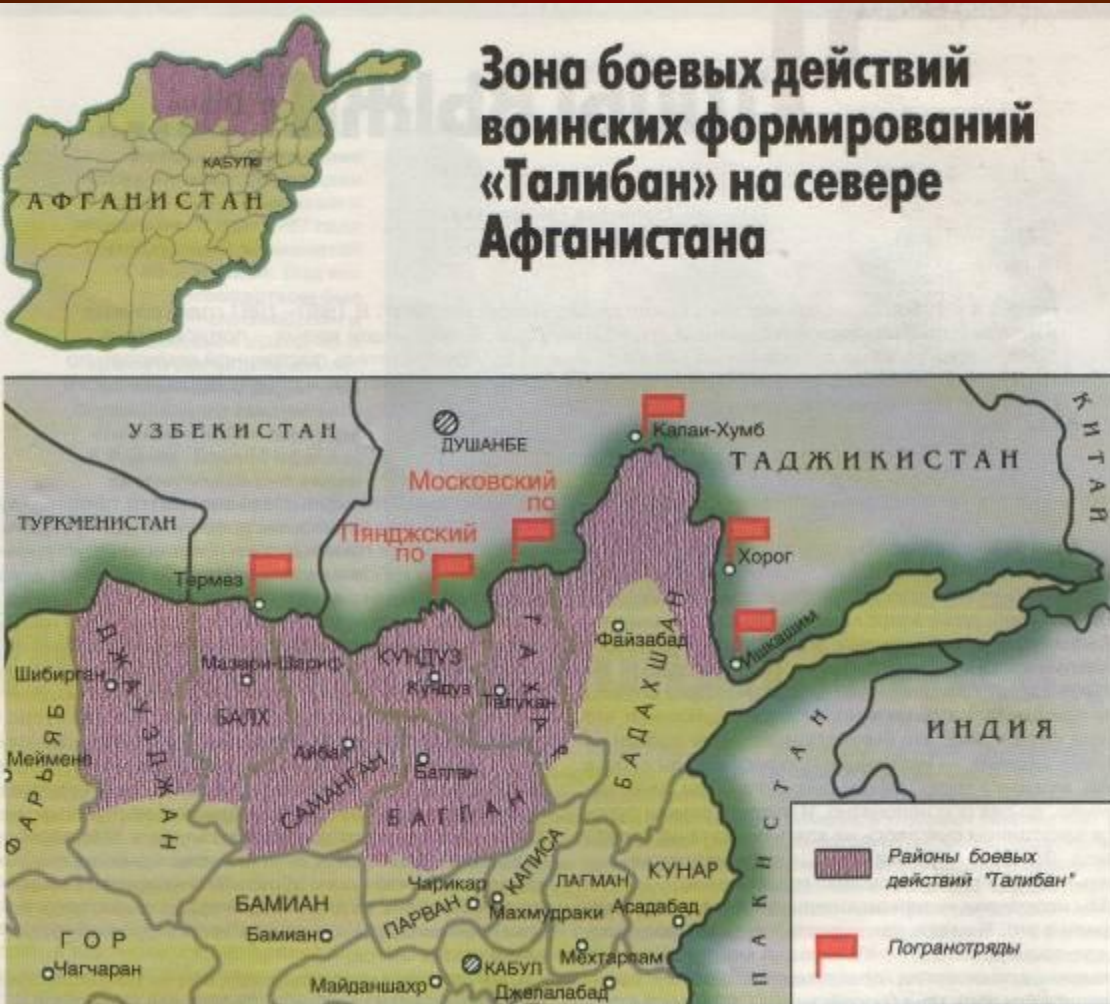 Зона боевых действий
воинских формирований
«Талибан» на севере
Афганистана
КАБУЛ
АФГАНИСТАН
УЗБЕКИСТАН
ДУШАНБЕ
Калаи-Хумб
ТАДЖИКИСТАН
КИТАЙ
Московский
ПО
ТУРКМЕНИСТАН
Пянджский
ПО
Хорог
Термез
Ишкашим
Файзабад
ДЖАУЗДЖАН
Шибирган
Мазари-Шариф
КУНДУЗ
Кундуз
ТАХАР
Талукан
БАДАХШАН
БАЛХ
ИНДИЯ
ФАРЬЯБ
Меймене
Айбак
Баглан
САМАНГАН
БАГЛАН
ПАКИСТАН
Районы боевых
действий "Талибан"
КАПИСА
Чарикар
ЛАГМАН
КУНАР
БАМИАН
ПАРВАН
Махмудраки
Асадабад
Погранотряды
ГОР
Бамиан
Чагчаран
КАБУЛ
Мехтарлам
Майданшахр
Джелалабад